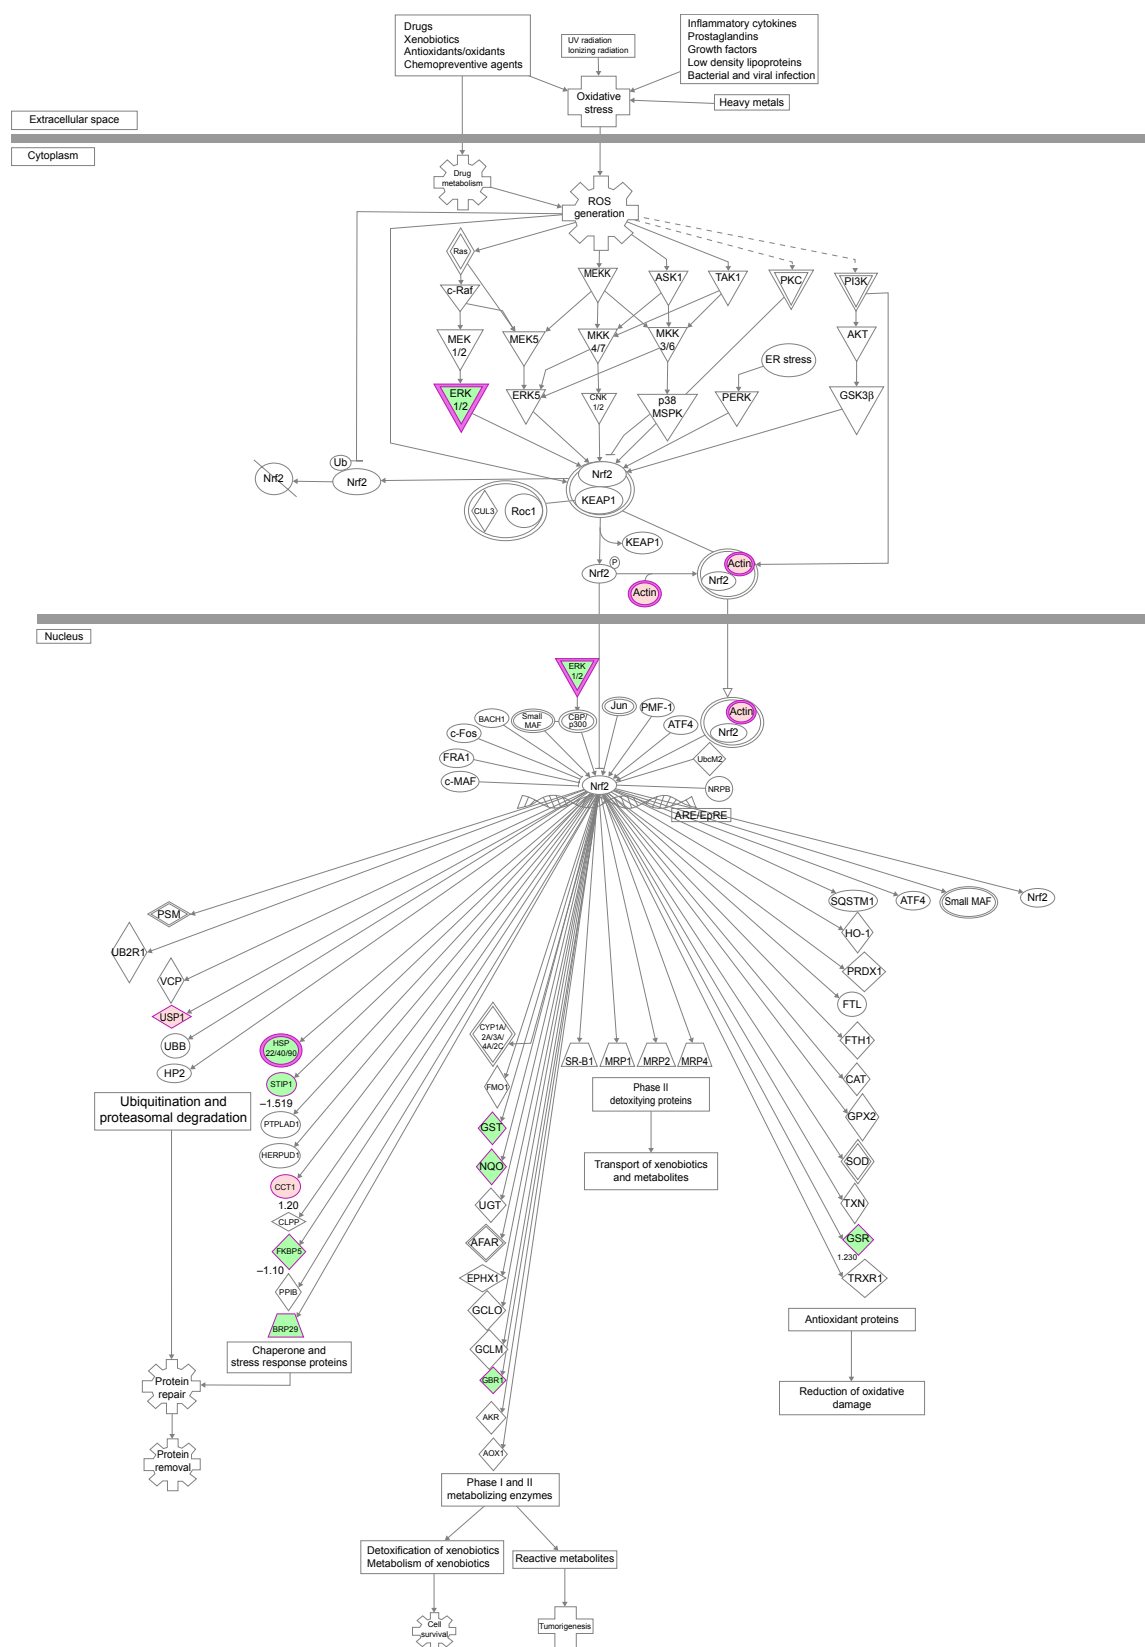 Drugs
Xenobiotics
Antioxidants/oxidants
Chemopreventive agents
UV radiation
Ionizing radiation
Inflammatory cytokines
Prostaglandins
Growth factors
Low density lipoproteins
Bacterial and viral infection
Oxidative
stress
Heavy metals
Extracellular space
Cytoplasm
Drug
metabolism
ROS
generation
Ras
MEKK
ASK1
TAK1
PKC
PI3K
c-Raf
MEK
1/2
MEK5
MKK
4/7
MKK
3/6
AKT
ER stress
ERK
1/2
ERK5
CNK
1/2
p38
MSPK
PERK
GSK3β
Ub
Nrf2
Nrf2
Nrf2
KEAP1
CUL3
Roc1
KEAP1
P
Nrf2
Actin
Actin
Nrf2
Nucleus
ERK
1/2
BACH1
Small
MAF
CBP/
p300
Jun
PMF-1
ATF4
Actin
Nrf2
c-Fos
FRA1
c-MAF
UbcM2
NRPB
Nrf2
ARE/EpRE
PSM
UB2R1
VCP
USP1
UBB
HP2
Ubiquitination and
proteasomal degradation
HSP
22/40/90
STIP1
–1.519
PTPLAD1
HERPUD1
CCT1
1.20
CLPP
FKBP5
–1.10
PPIB
BRP29
Chaperone and
stress response proteins
Protein
repair
Protein
removal
CYP1A/
2A/3A/
4A/2C
FMO1
GST
NQO
UGT
AFAR
EPHX1
GCLO
GCLM
GBR1
AKR
AOX1
Phase I and II
metabolizing enzymes
Detoxification of xenobiotics
Metabolism of xenobiotics
Reactive metabolites
Cell
survival
Tumorigenesis
SR-B1
MRP1
MRP2
MRP4
Phase II
detoxitying proteins
Transport of xenobiotics
and metabolites
SQSTM1
ATF4
Small MAF
Nrf2
HO-1
PRDX1
FTL
FTH1
CAT
GPX2
SOD
TXN
GSR
1.230
TRXR1
Antioxidant proteins
Reduction of oxidative
damage